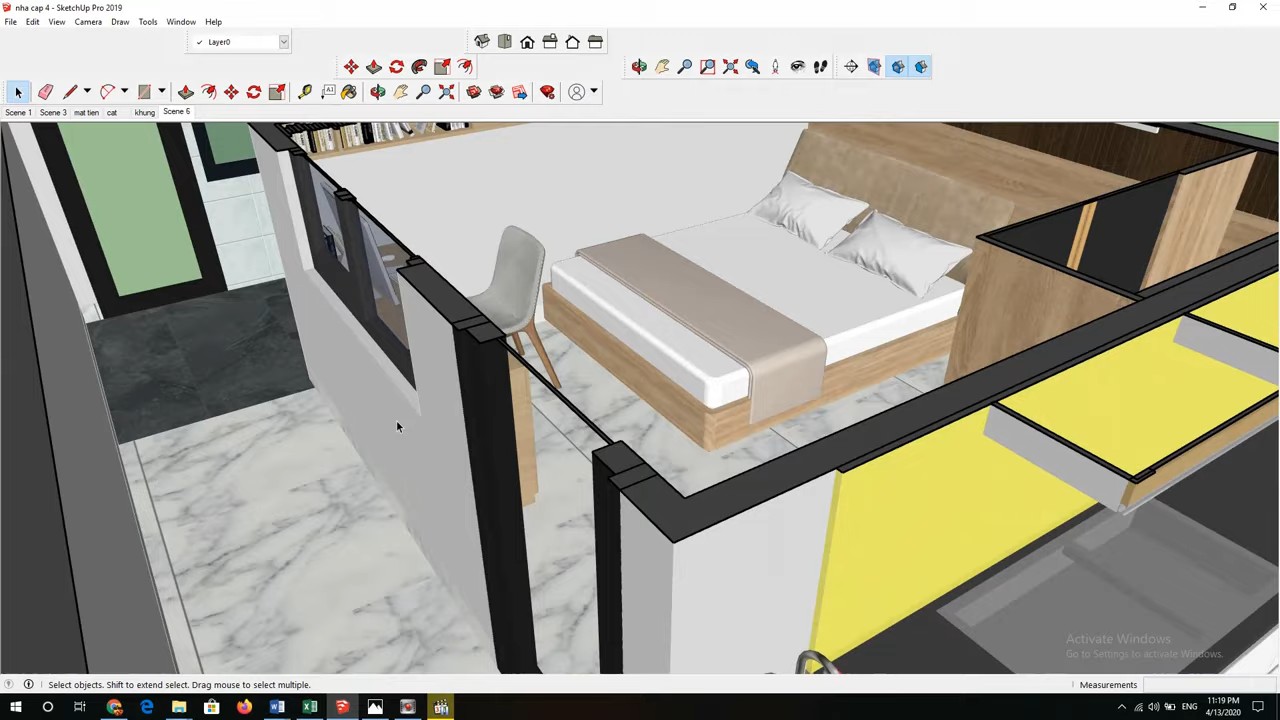 nha cap 4 - SketchUp Pro 2019
File Edit View Camera Draw Tools Window Help
Layer0
Scene 1 Scene 3 mat tien cat khung Scene 6
Activate Windows
Go to Settings to activate Windows.
Select objects. Shift to extend select. Drag mouse to select multiple.
Measurements
ENG
11:19 PM
4/13/2020